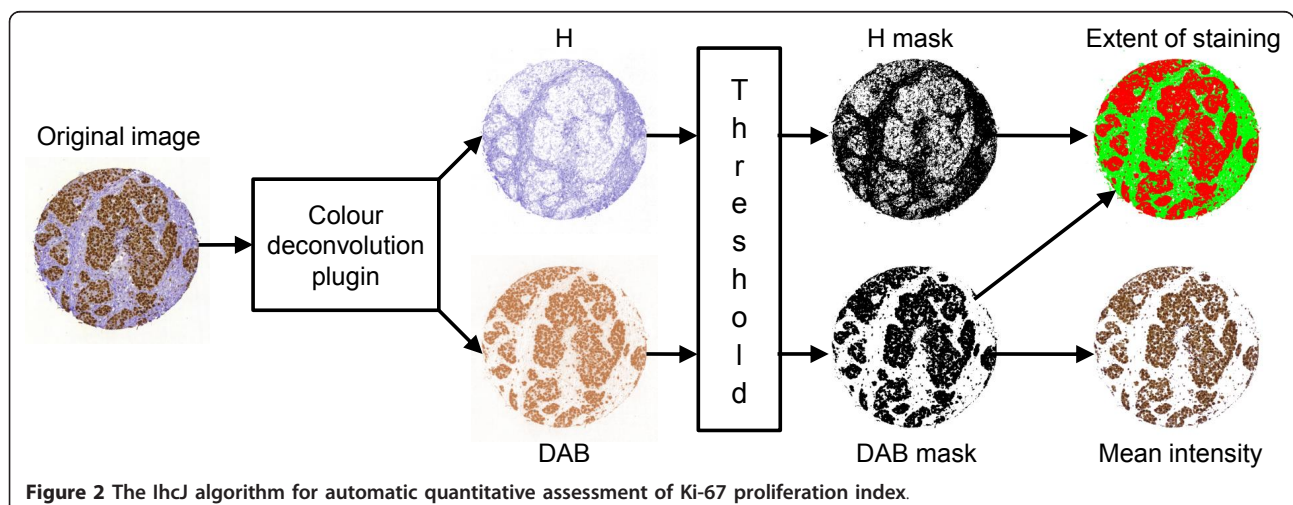 H
H mask
Extent of staining
Original image
Colour
deconvolution
plugin
Threshold
DAB
DAB mask
Mean intensity
Figure 2 The IhcJ algorithm for automatic quantitative assessment of Ki-67 proliferation index.